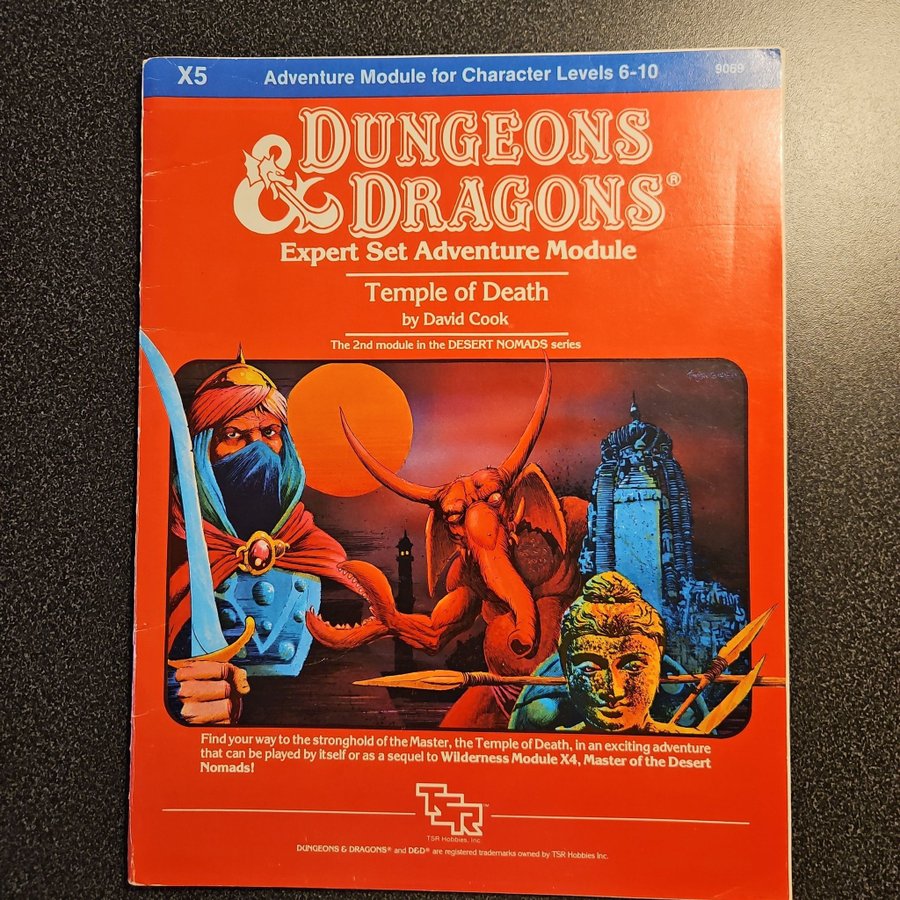 X5 Adventure Module for Character Levels 6-10 9069
DUNGEONS
& DRAGONS®
Expert Set Adventure Module
Temple of Death
by David Cook
The 2nd module in the DESERT NOMADS series
Find your way to the stronghold of the Master, the Temple of Death, in an exciting adventure
that can be played by itself or as a sequel to Wilderness Module X4, Master of the Desert
Nomads!
TSR™
TSR Hobbies, Inc.
DUNGEONS & DRAGONS® and D&D® are registered trademarks owned by TSR Hobbies Inc.